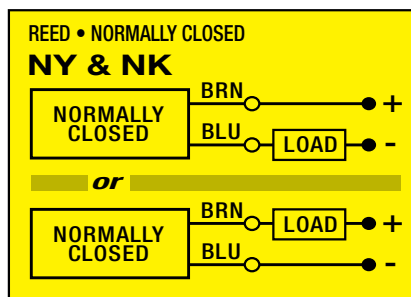 REED • NORMALLY CLOSED
NY & NK
BRN +
NORMALLY
CLOSED
BLU LOAD -
or
BRN LOAD +
NORMALLY
CLOSED
BLU -